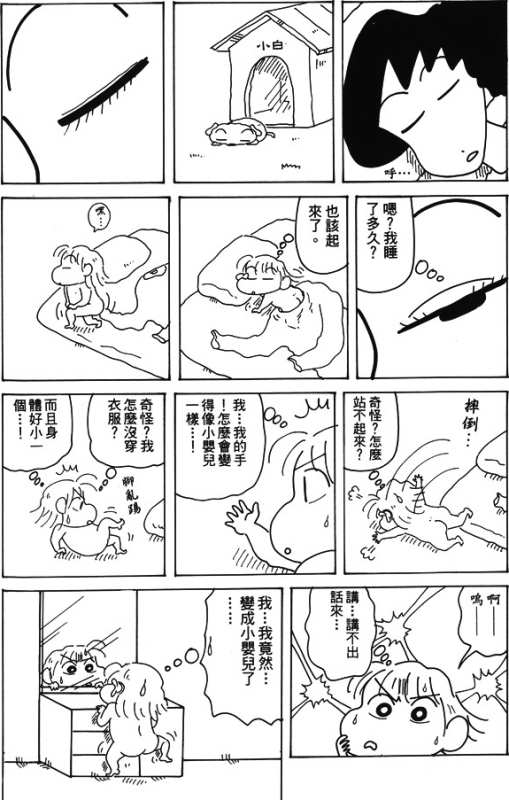 呼…
小白
嗯？我睡
了多久？
也該起
來了。
嘿…
摔倒…
奇怪？怎麼
站不起來？
我…我的手
！怎麼會變
得像小嬰兒
一樣…！
奇怪？我
怎麼沒穿
衣服？
而且身
體好小一
個…！
腳亂踢
啊——
嗚——
講…講不出
話來…
我…我竟然…
變成小嬰兒了
……